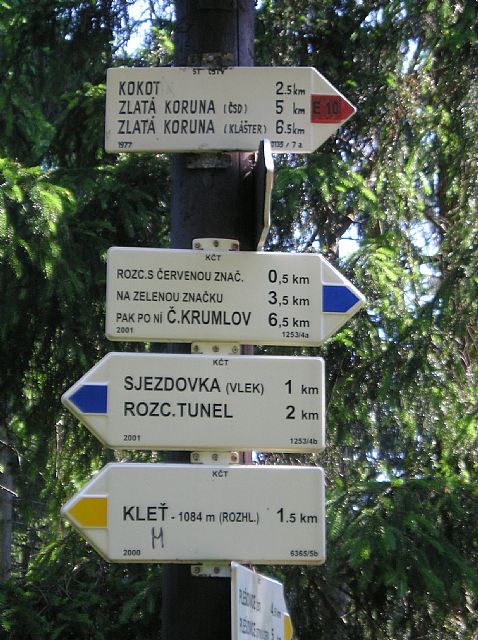 KOKOT 2.5 km
ZLATÁ KORUNA (ČSD) 5 km
ZLATÁ KORUNA (KLÁŠTER) 6.5 km
E 10
1977 1135/7a
KČT
ROZC.S ČERVENOU ZNAČ. 0,5 km
NA ZELENOU ZNAČKU 3,5 km
PAK PO NÍ Č.KRUMLOV 6,5 km
2001 1253/4a
KČT
SJEZDOVKA (VLEK) 1 km
ROZC.TUNEL 2 km
2001 1253/4b
KČT
KLEŤ - 1084 m (ROZHL.) 1.5 km
M
2000 6365/5b